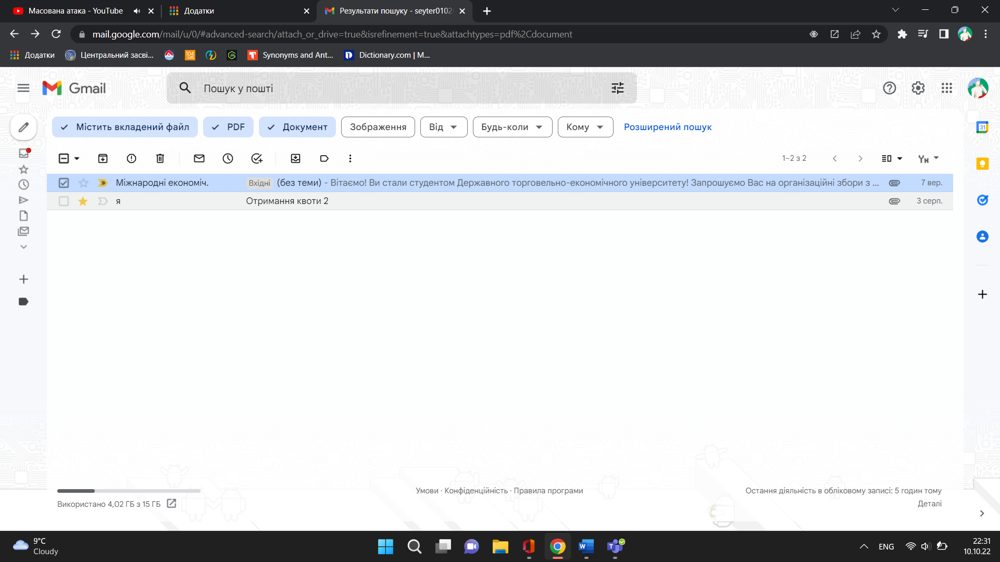 Масована атака - YouTube
Додатки
Результати пошуку - seyter0102
mail.google.com/mail/u/0/#advanced-search/attach_or_drive=true&isrefinement=true&attachtypes=pdf%2Cdocument
Додатки
Центральний засві...
104.ua
Synonyms and Ant...
Dictionary.com | M...
Gmail
Пошук у пошті
Містить вкладений файл
PDF
Документ
Зображення
Від
Будь-коли
Кому
Розширений пошук
31
1–2 з 2
Міжнародні економіч.
Вхідні
(без теми) - Вітаємо! Ви стали студентом Державного торговельно-економічного університету! Запрошуємо Вас на організаційні збори з ...
7 вер.
я
Отримання квоти 2
3 серп.
Умови · Конфіденційність · Правила програми
Остання діяльність в обліковому записі: 5 годин тому
Використано 4,02 ГБ з 15 ГБ
Деталі
9°C
Cloudy
ENG
22:31
10.10.22